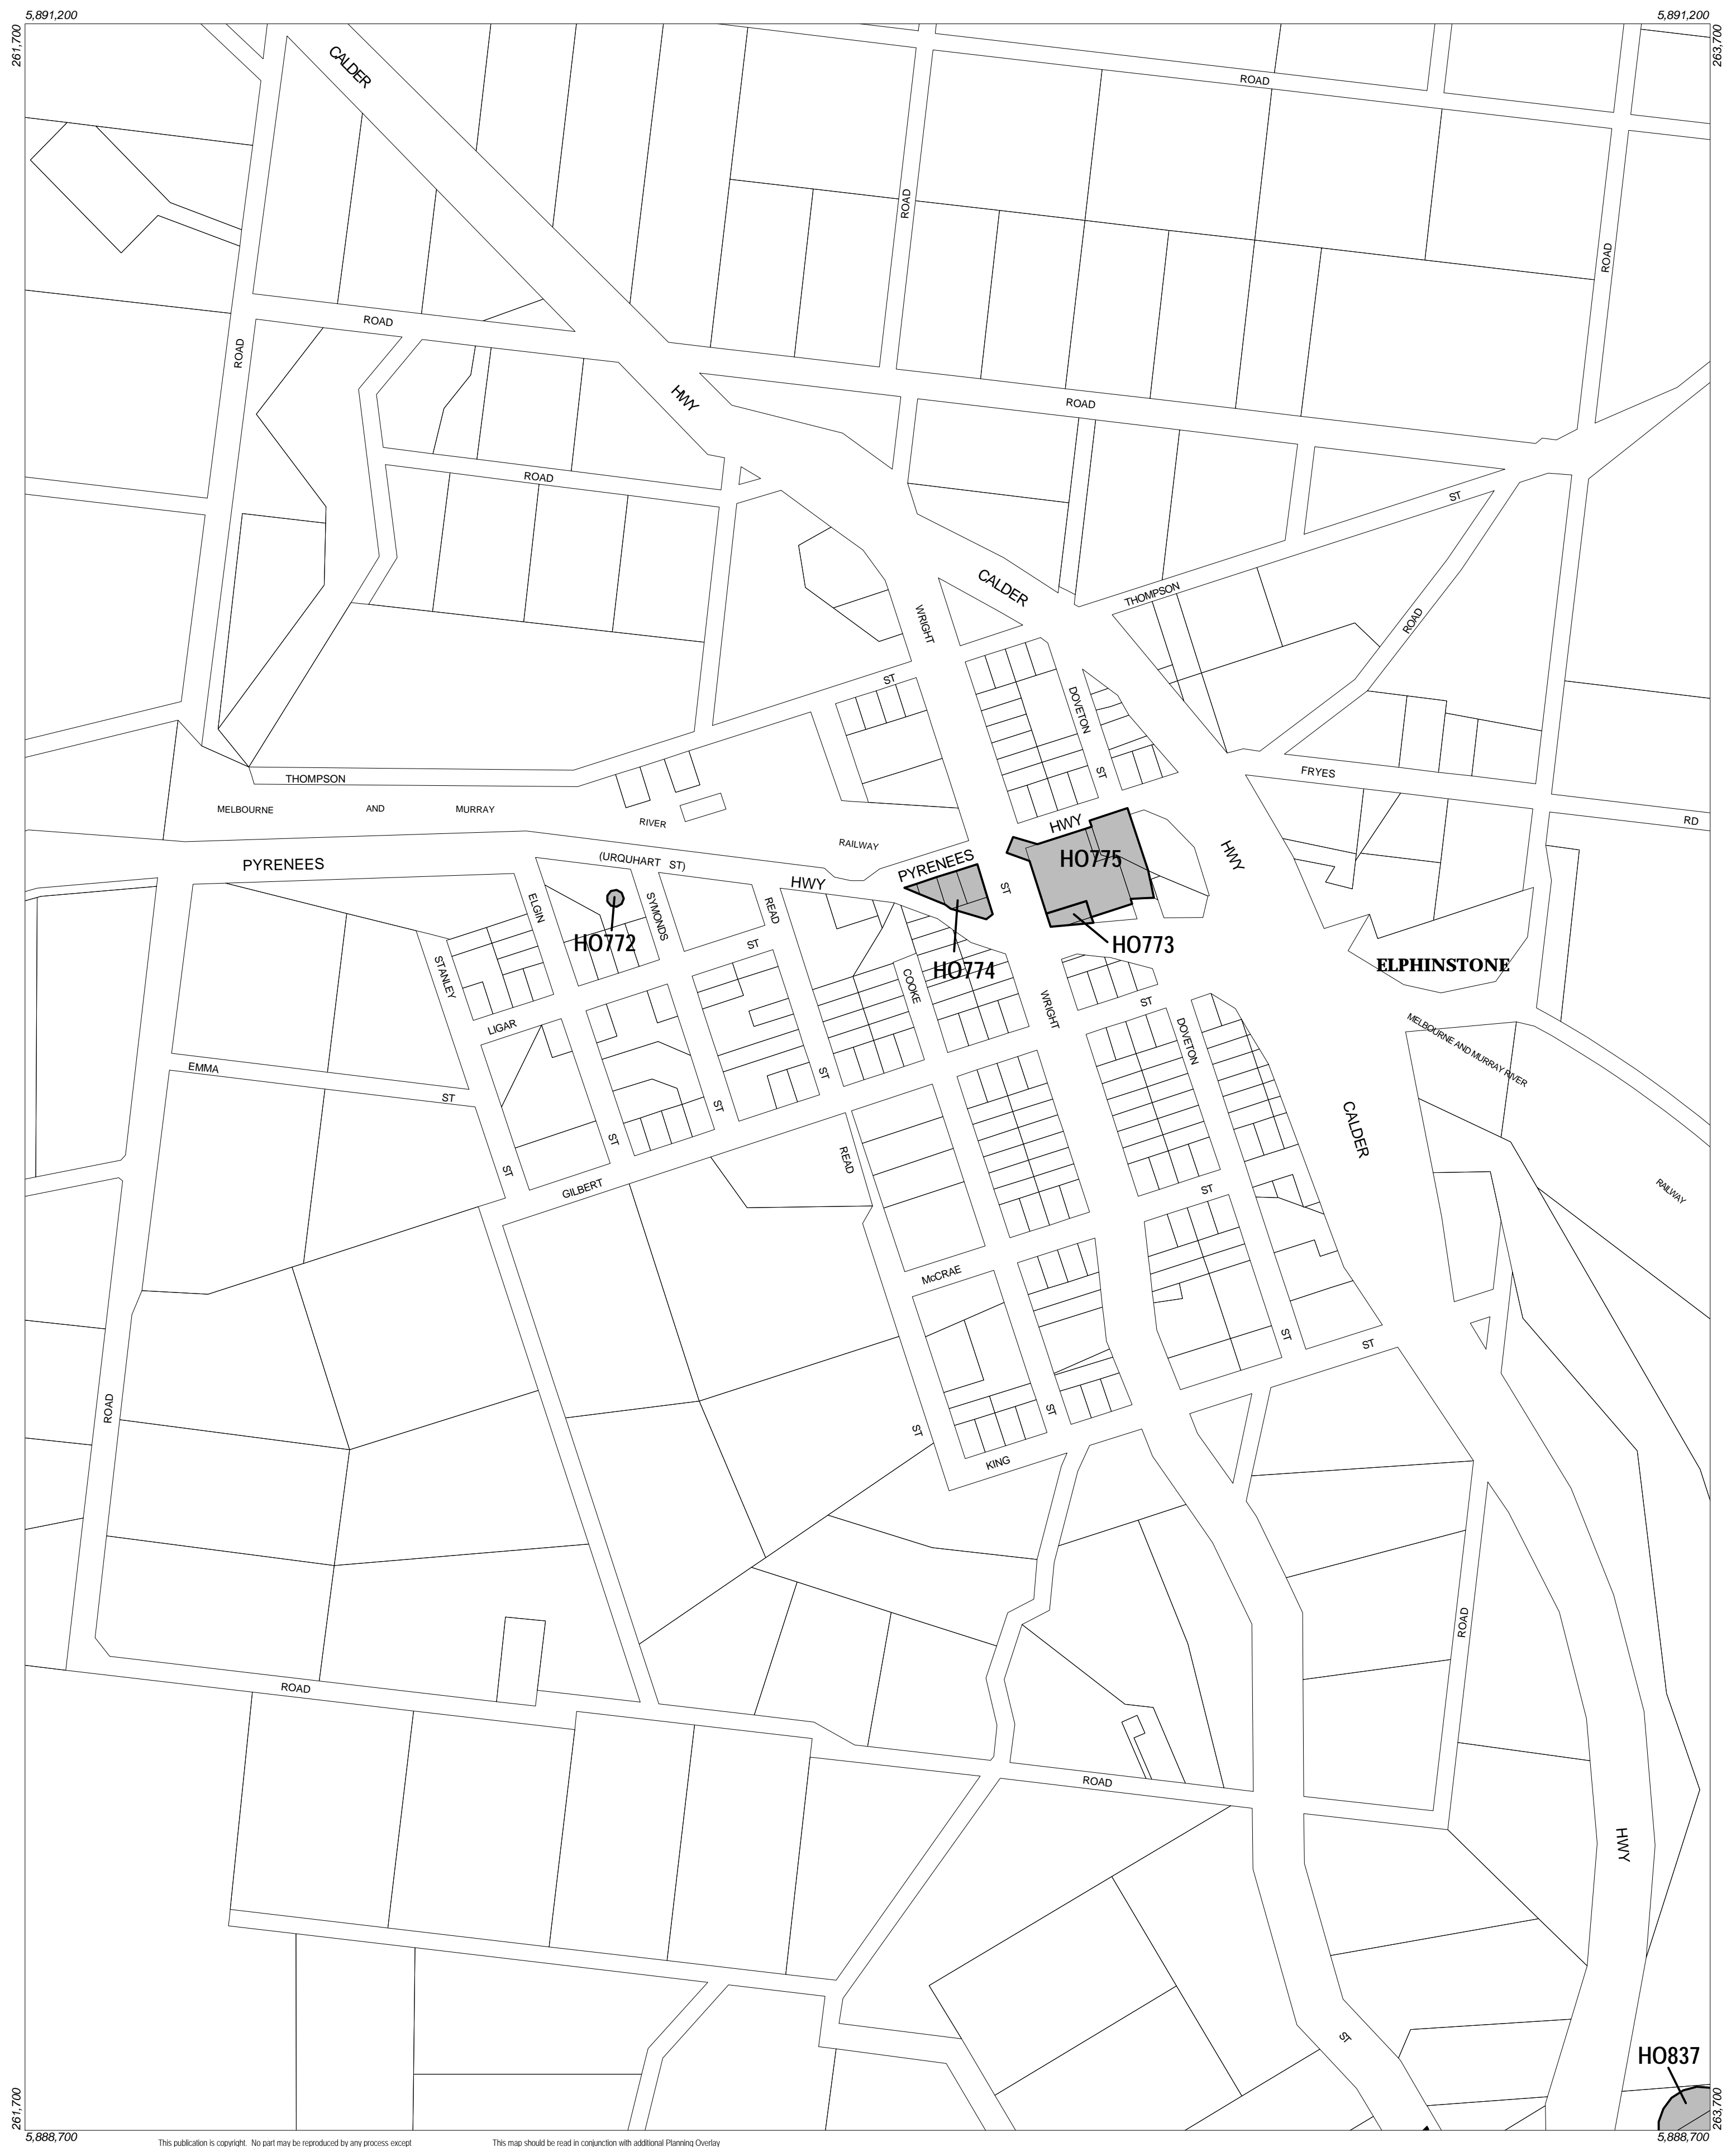 5,891,200
5,891,200
261,700
263,700
CALDER
ROAD
ROAD
ROAD
ROAD
ROAD
HWY
ROAD
ROAD
ST
CALDER
THOMPSON
WRIGHT
ROAD
ST
DOVETON
ST
FRYES
THOMPSON
MELBOURNE AND MURRAY
RIVER
RD
HWY
RAILWAY
HWY
HO775
PYRENEES
(URQUHART ST)
PYRENEES
HWY
ST
ELGIN
SYMONDS
READ
HO772
ST
HO773
HO774
ELPHINSTONE
STANLEY
COOKE
WRIGHT
ST
DOVETON
LIGAR
MELBOURNE AND MURRAY RIVER
EMMA
ST
ST
ST
ST
CALDER
READ
ST
GILBERT
ST
RAILWAY
McCRAE
ST
ST
ROAD
ST
ST
KING
ROAD
ROAD
ROAD
HWY
ST
HO837
261,700
263,700
5,888,700
5,888,700
This publication is copyright. No part may be reproduced by any process except
This map should be read in conjunction with additional Planning Overlay